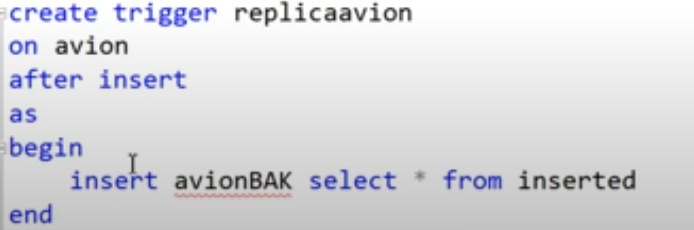 create trigger replicaavion
on avion
after insert
as
begin
insert avionBAK select * from inserted
end